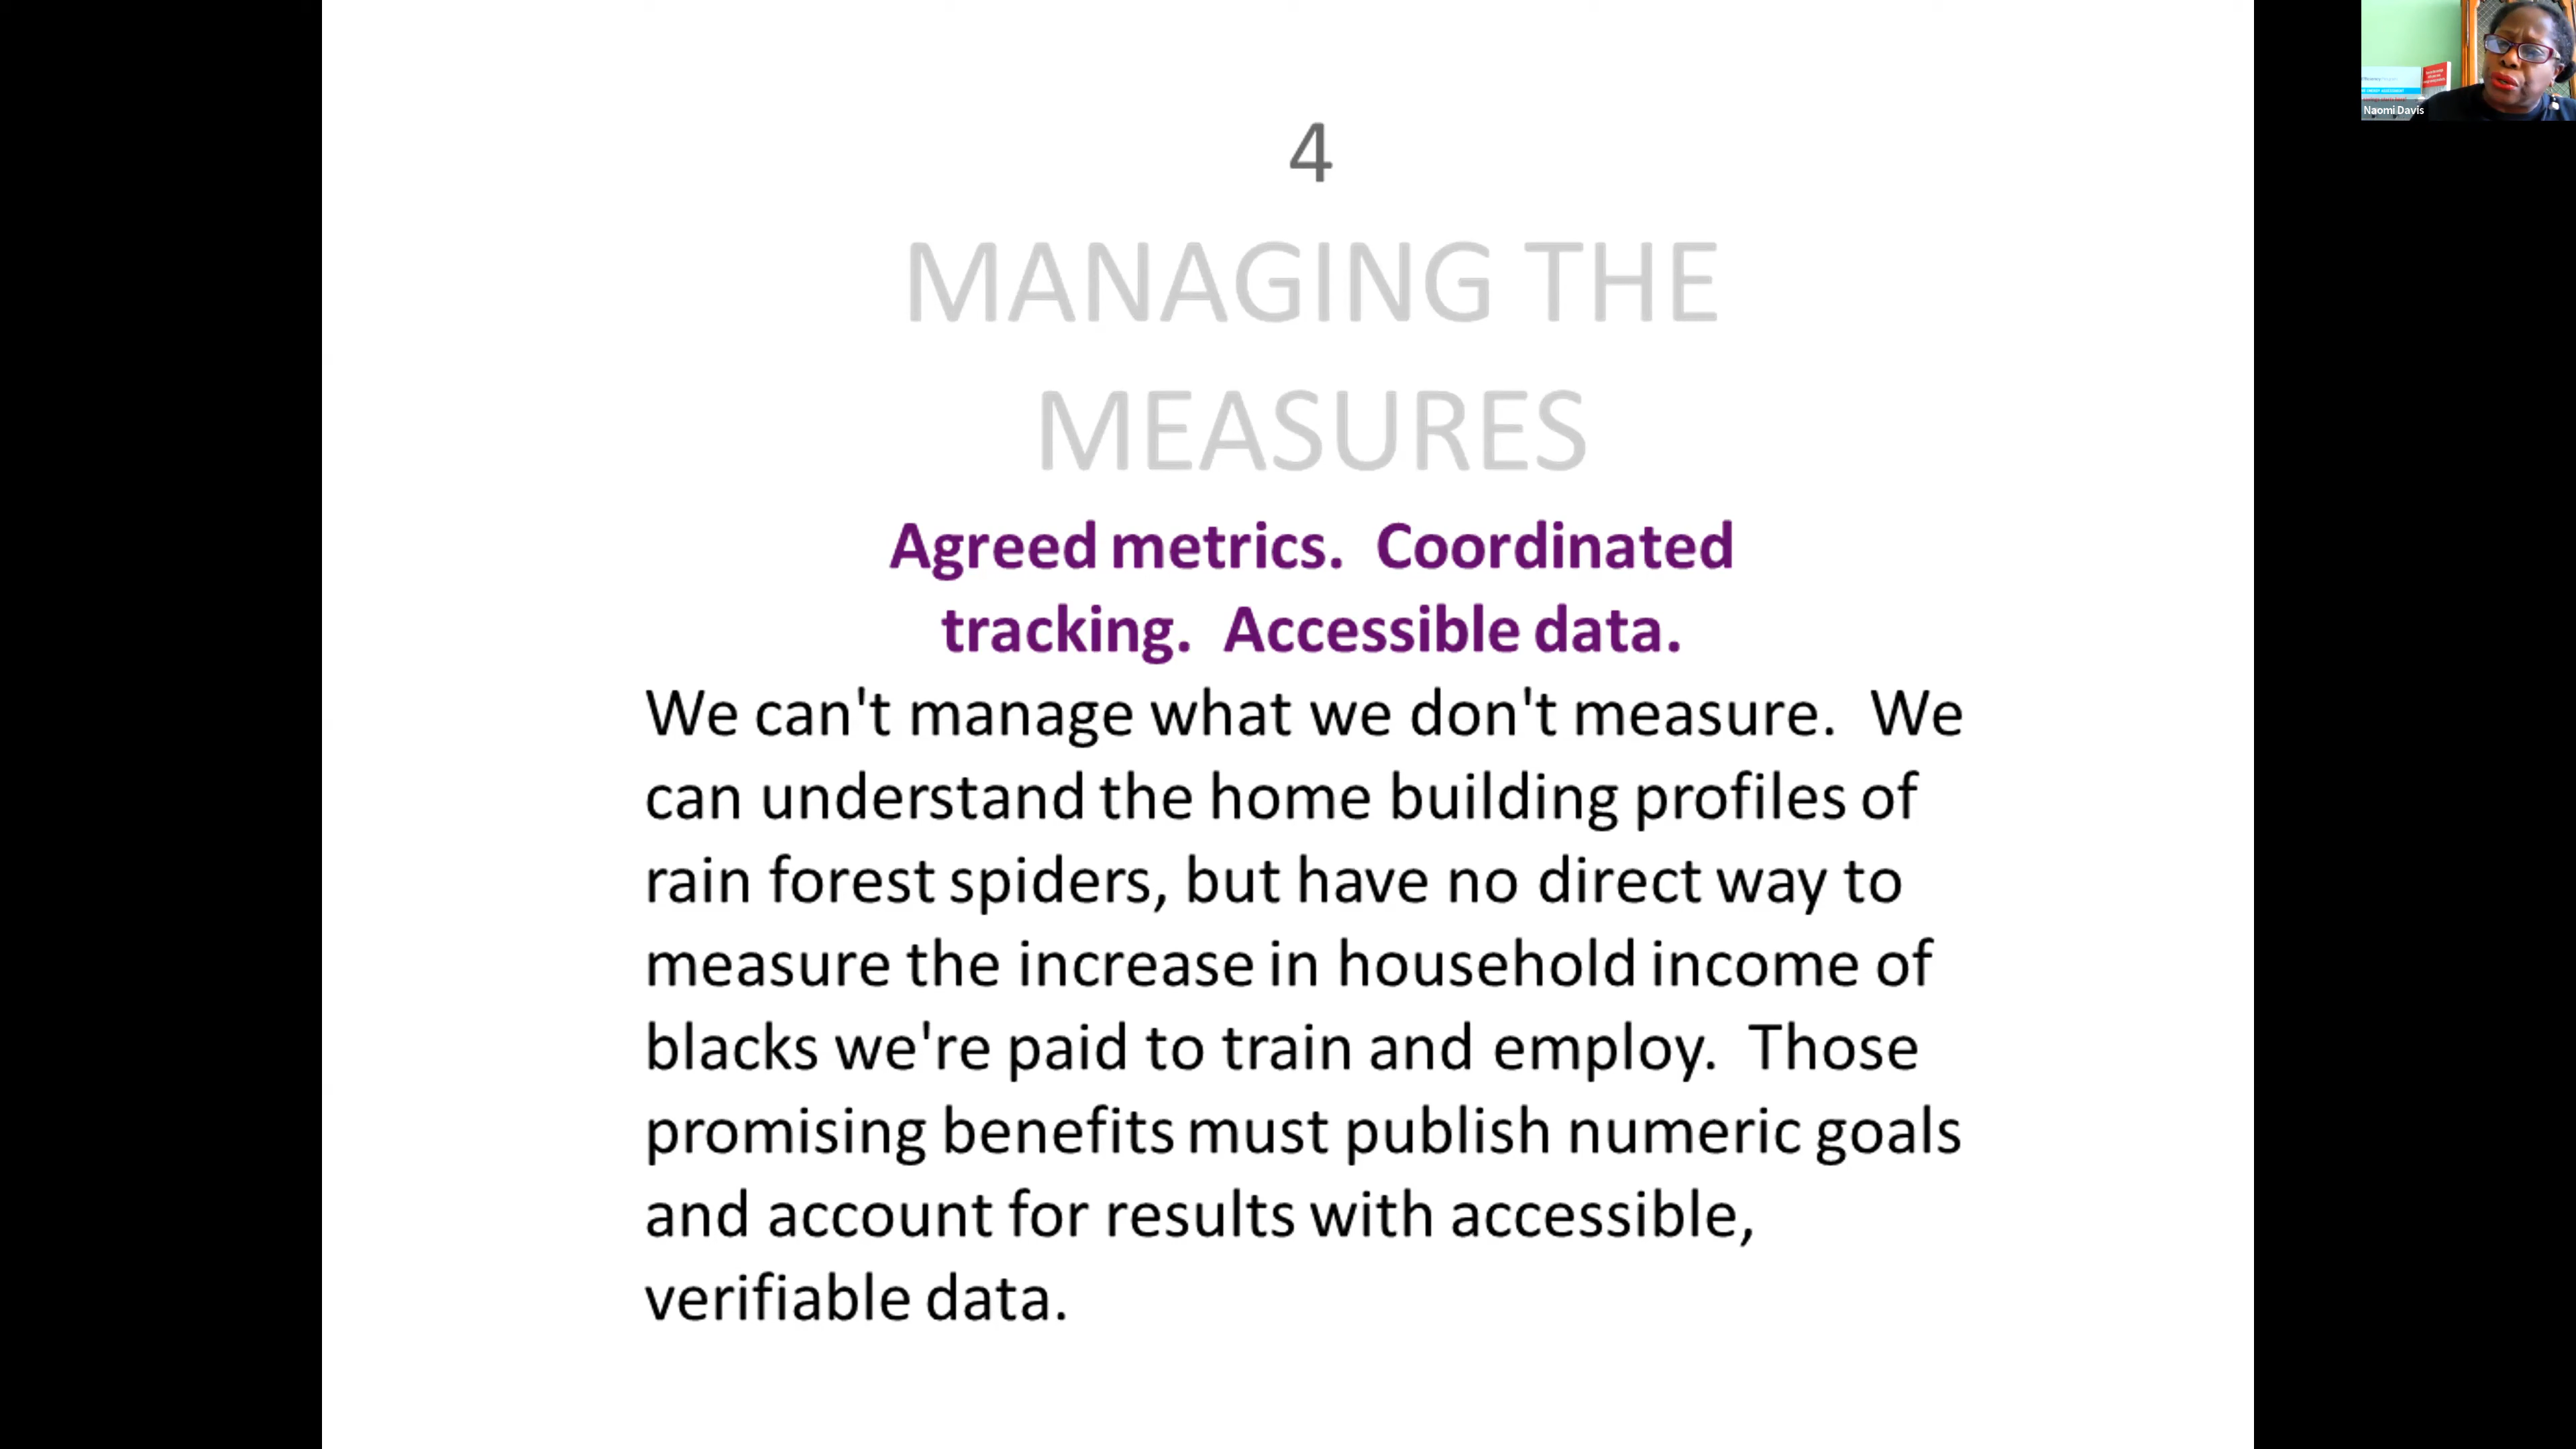 4
MANAGING THE
MEASURES
Agreed metrics.  Coordinated
tracking.  Accessible data.
We can't manage what we don't measure.  We
can understand the home building profiles of
rain forest spiders, but have no direct way to
measure the increase in household income of
blacks we're paid to train and employ.  Those
promising benefits must publish numeric goals
and account for results with accessible,
verifiable data.
Naomi Davis